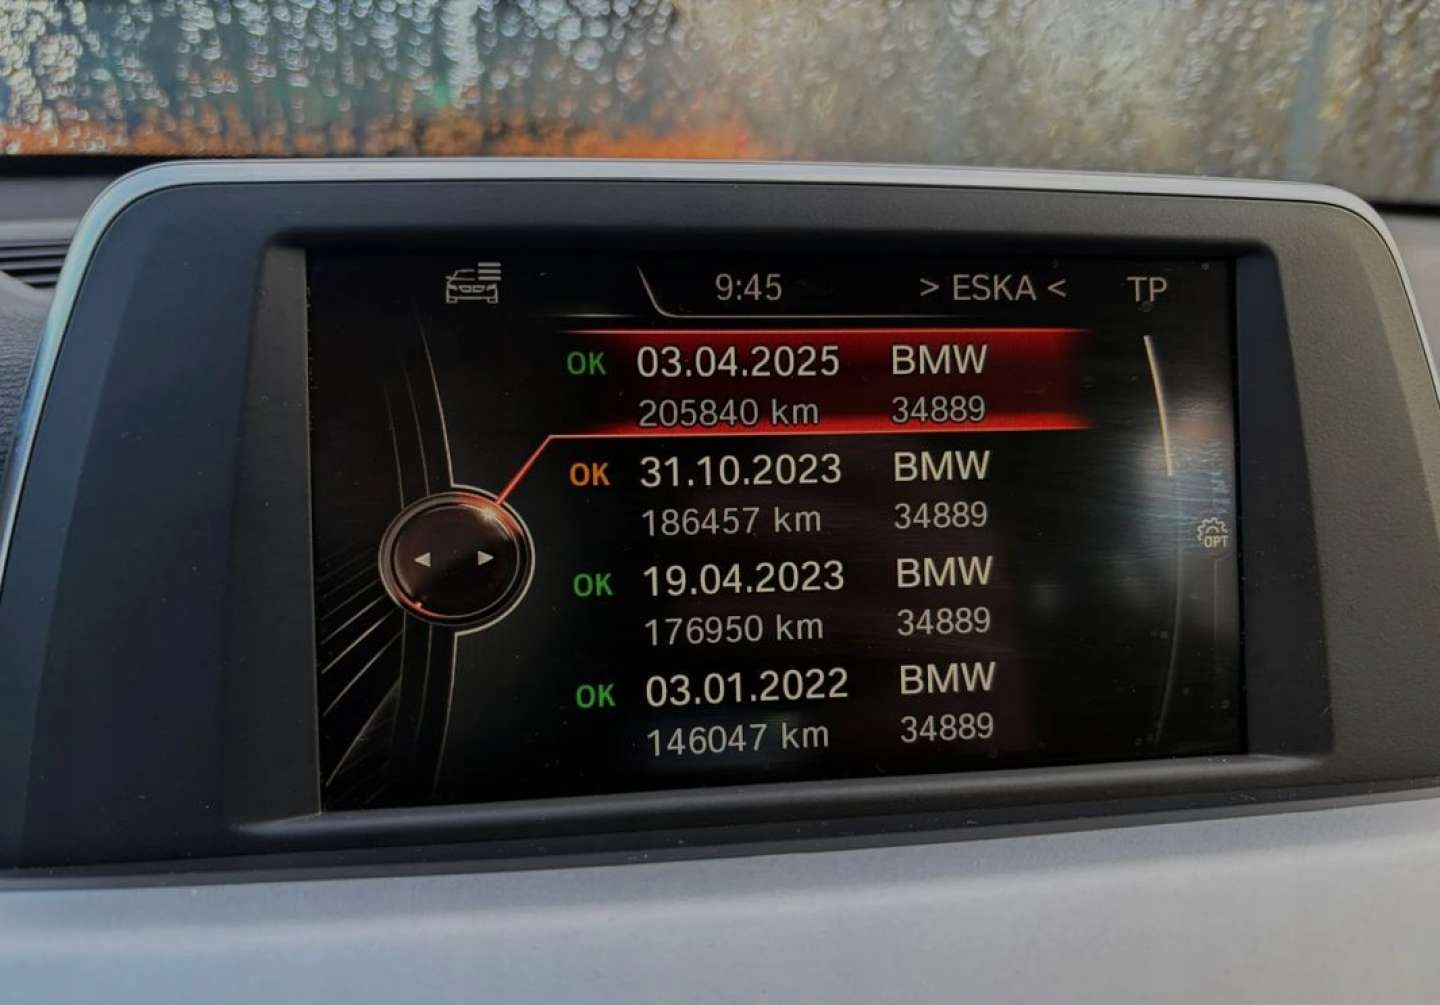 9:45 > ESKA < TP
OK 03.04.2025 BMW
205840 km 34889
OK 31.10.2023 BMW
186457 km 34889
OPT
OK 19.04.2023 BMW
176950 km 34889
OK 03.01.2022 BMW
146047 km 34889